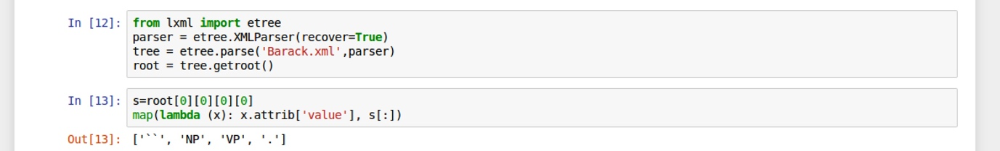 In [12]: from lxml import etree
parser = etree.XMLParser(recover=True)
tree = etree.parse('Barack.xml',parser)
root = tree.getroot()
In [13]: s=root[0][0][0][0]
map(lambda (x): x.attrib['value'], s[:])
Out[13]: ['``', 'NP', 'VP', '.']